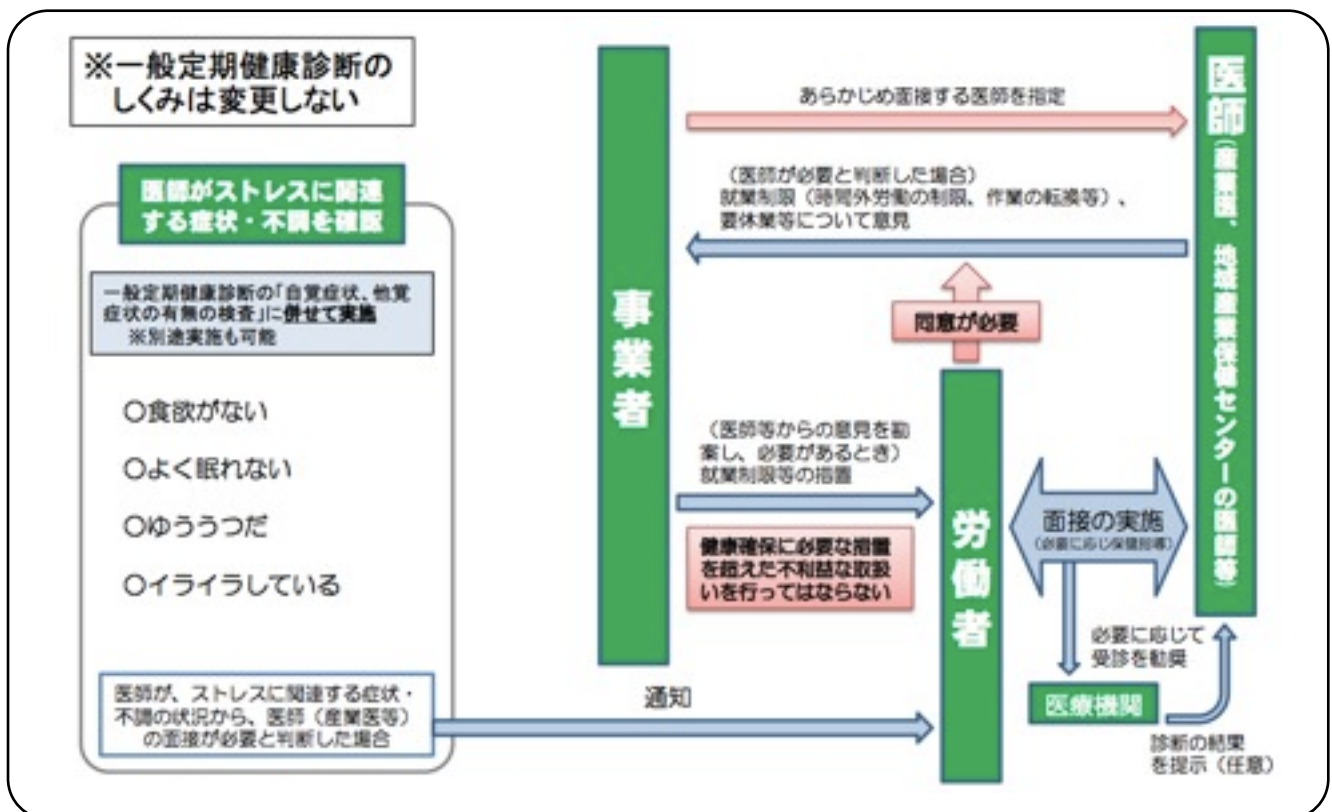 ※一般定期健康診断の
しくみは変更しない
医師がストレスに関連
する症状・不調を確認
一般定期健康診断の「自覚症状、他覚
症状の有無の検査」に併せて実施
※別途実施も可能
○食欲がない
○よく眠れない
○ゆううつだ
○イライラしている
医師が、ストレスに関連する症状・
不調の状況から、医師（産業医等）
の面接が必要と判断した場合
事業者
あらかじめ面接する医師を指定
（医師が必要と判断した場合）
就業制限（時間外労働の制限、作業の転換等）、
要休業等について意見
同意が必要
（医師等からの意見を勘
案し、必要があるとき）
就業制限等の措置
健康確保に必要な措置
を超えた不利益な取扱
いを行ってはならない
通知
労働者
面接の実施
（必要に応じ保健指導）
必要に応じて
受診を勧奨
医療機関
診断の結果
を提示（任意）
医師（産業医、地域産業保健センターの医師等）